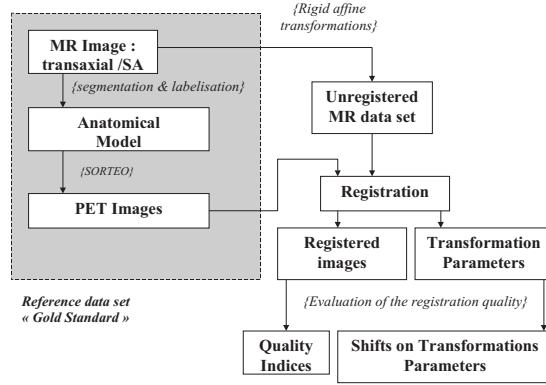 {Rigid affine
transformations}
MR Image :
transaxial /SA
{segmentation & labelisation}
Unregistered
MR data set
Anatomical
Model
{SORTEO}
Registration
PET Images
Registered
images
Transformation
Parameters
Reference data set
« Gold Standard »
{Evaluation of the registration quality}
Quality
Indices
Shifts on Transformations
Parameters